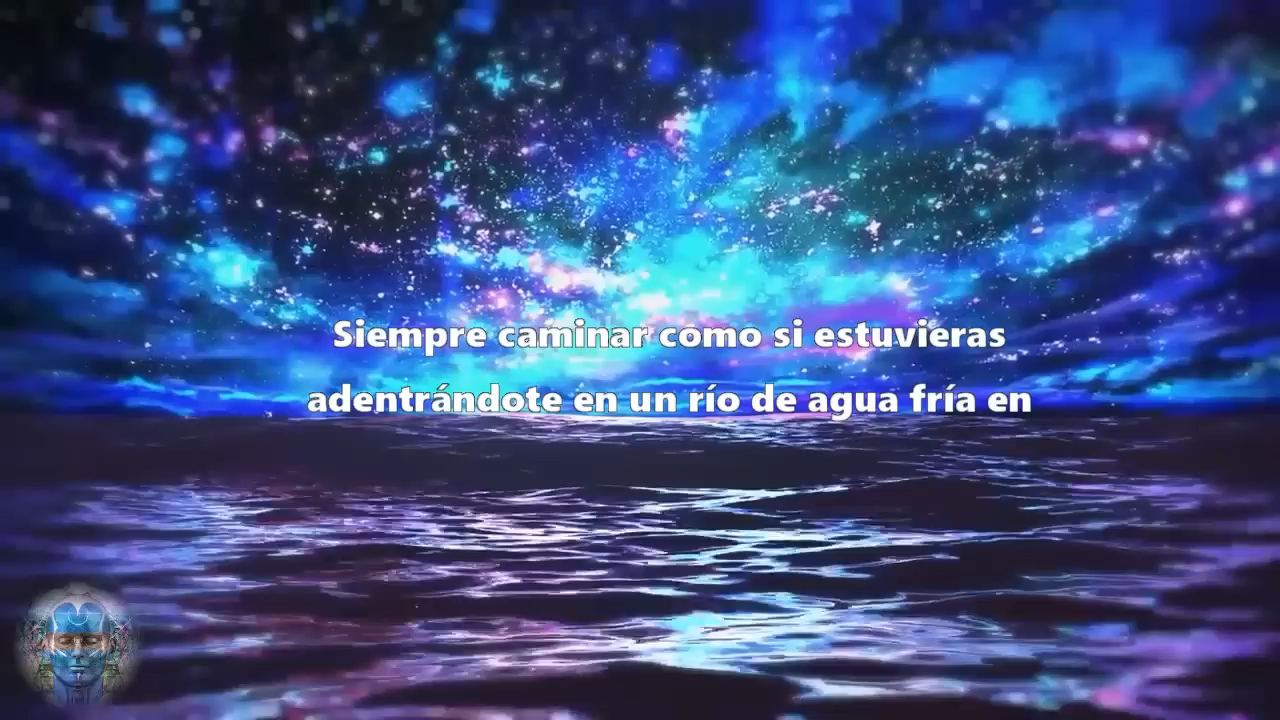 Siempre caminar como si estuvieras
adentrándote en un río de agua fría en